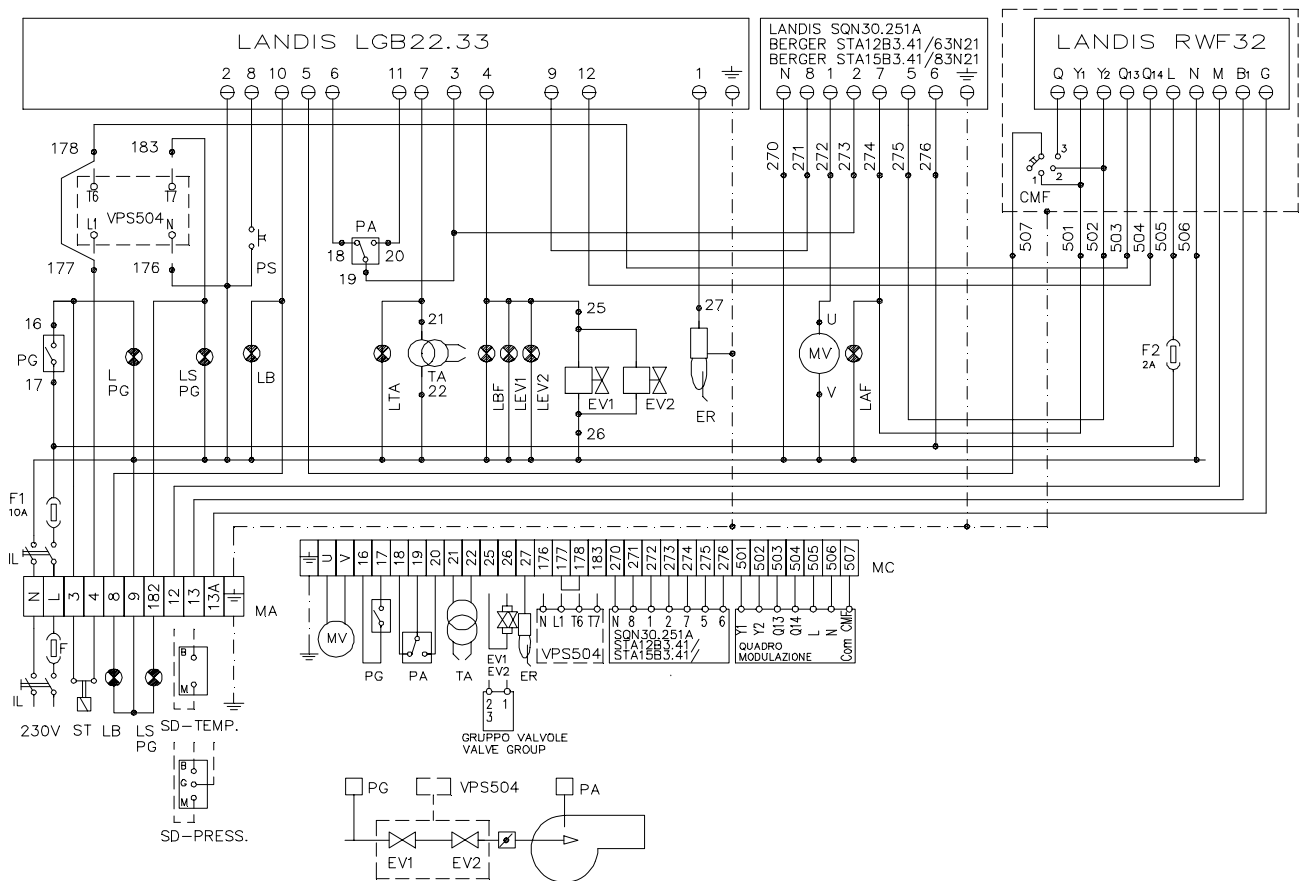 LANDIS LGB22.33
2 8 10 5 6 11 7 3 4 9 12 1
LANDIS SQN30.251A
BERGER STA12B3.41/63N21
BERGER STA15B3.41/83N21
N 8 1 2 7 5 6
LANDIS RWF32
Q Y1 Y2 Q13 Q14 L N M B1 G
178 183
T6 T7
VPS504
L1 N
177 176
PS
PA
18 20
19
270 271 272 273 274 275 276
3
1 2
CMF
507 501 502 503 504 505 506
16
PG
17
L
PG
LS
PG
LB
LTA
21
TA
22
LBF
LEV1
LEV2
25
EV1 EV2
26
27
ER
U
MV
V
LAF
F2
2A
F1
10A
IL
N L 3 4 8 9 182 12 13 13A
MA
F
IL
230V ST LB LS
PG
B
M
SD-TEMP.
B
G
M
SD-PRESS.
U V 16 17 18 19 20 21 22 25 26 27 176 177 178 183 270 271 272 273 274 275 276 501 502 503 504 505 506 507
MC
MV
PG PA TA
EV1
EV2
ER
N L1 T6 T7
VPS504
N 8 1 2 7 5 6
SQN30.251A
STA12B3.41/
STA15B3.41/
Y1 Y2 Q13 Q14 L N Com CMF
QUADRO
MODULAZIONE
2 1
3
GRUPPO VALVOLE
VALVE GROUP
PG VPS504 PA
EV1 EV2